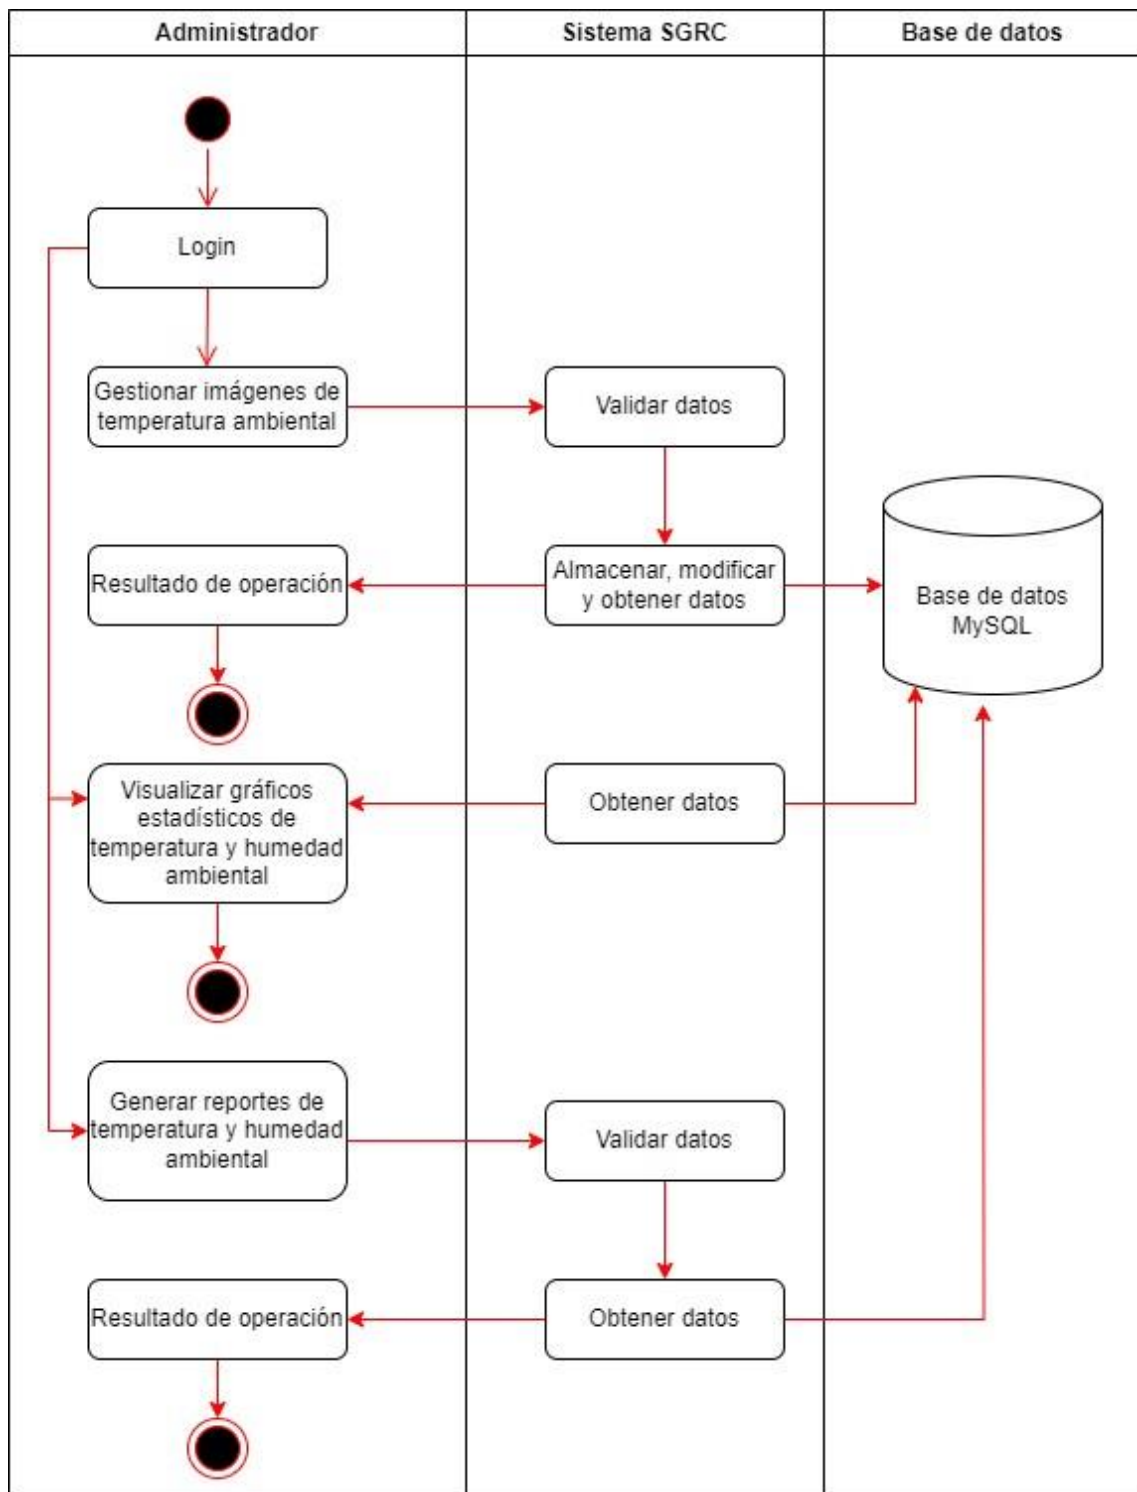 Administrador
Sistema SGRC
Base de datos
Login
Gestionar imágenes de
temperatura ambiental
Validar datos
Resultado de operación
Almacenar, modificar
y obtener datos
Base de datos
MySQL
Visualizar gráficos
estadísticos de
temperatura y humedad
ambiental
Obtener datos
Generar reportes de
temperatura y humedad
ambiental
Validar datos
Resultado de operación
Obtener datos